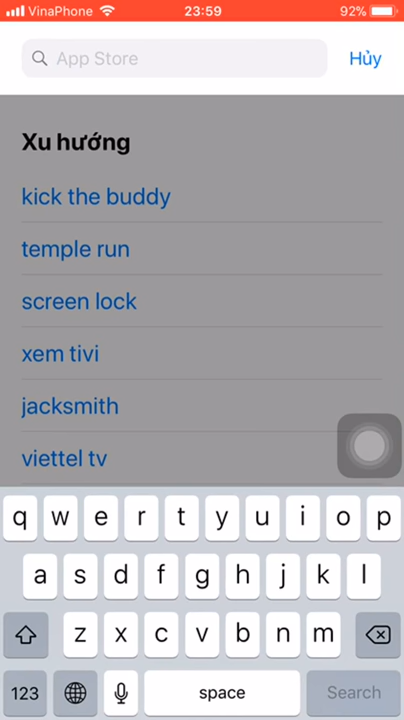 VinaPhone 23:59 92%
App Store Hủy
Xu hướng
kick the buddy
temple run
screen lock
xem tivi
jacksmith
viettel tv
q w e r t y u i o p
a s d f g h j k l
z x c v b n m
123 space Search